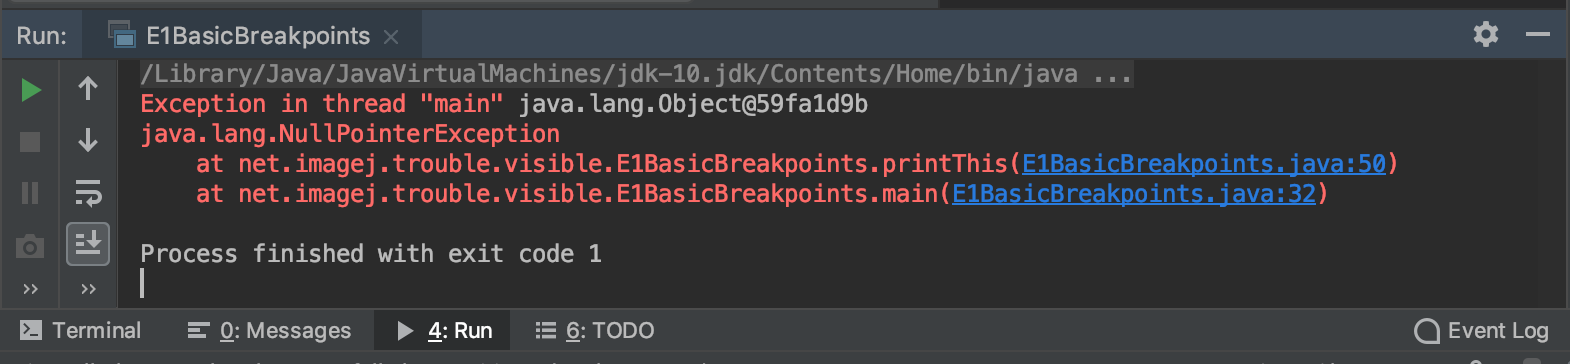 Run: E1BasicBreakpoints
/Library/Java/JavaVirtualMachines/jdk-10.jdk/Contents/Home/bin/java ...
Exception in thread "main" java.lang.Object@59fa1d9b
java.lang.NullPointerException
at net.imagej.trouble.visible.E1BasicBreakpoints.printThis(E1BasicBreakpoints.java:50)
at net.imagej.trouble.visible.E1BasicBreakpoints.main(E1BasicBreakpoints.java:32)
Process finished with exit code 1
Terminal 0: Messages 4: Run 6: TODO Event Log